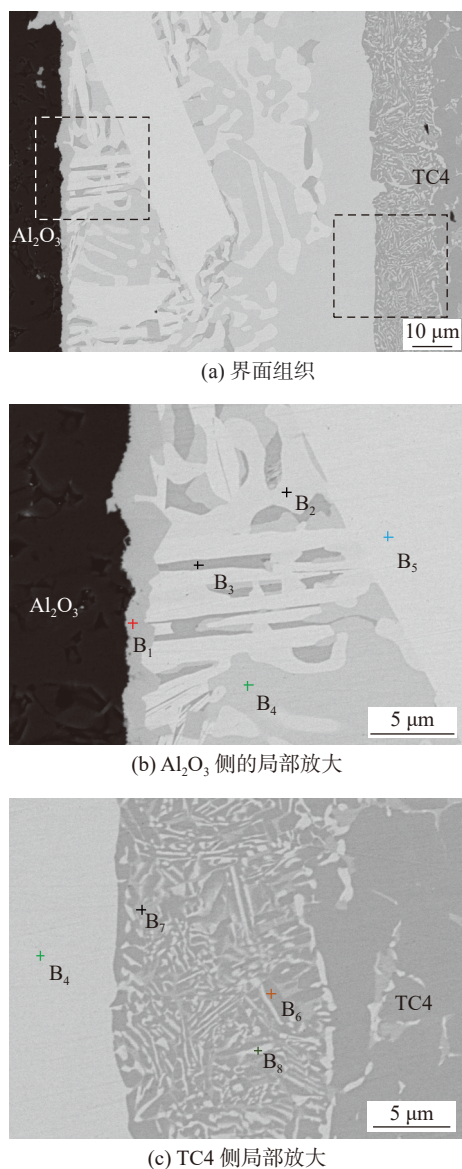 Al₂O₃
TC4
10 μm
(a) 界面组织
Al₂O₃
B₁
B₂
B₃
B₄
B₅
5 μm
(b) Al₂O₃ 侧的局部放大
B₄
B₇
B₆
B₈
TC4
5 μm
(c) TC4 侧局部放大